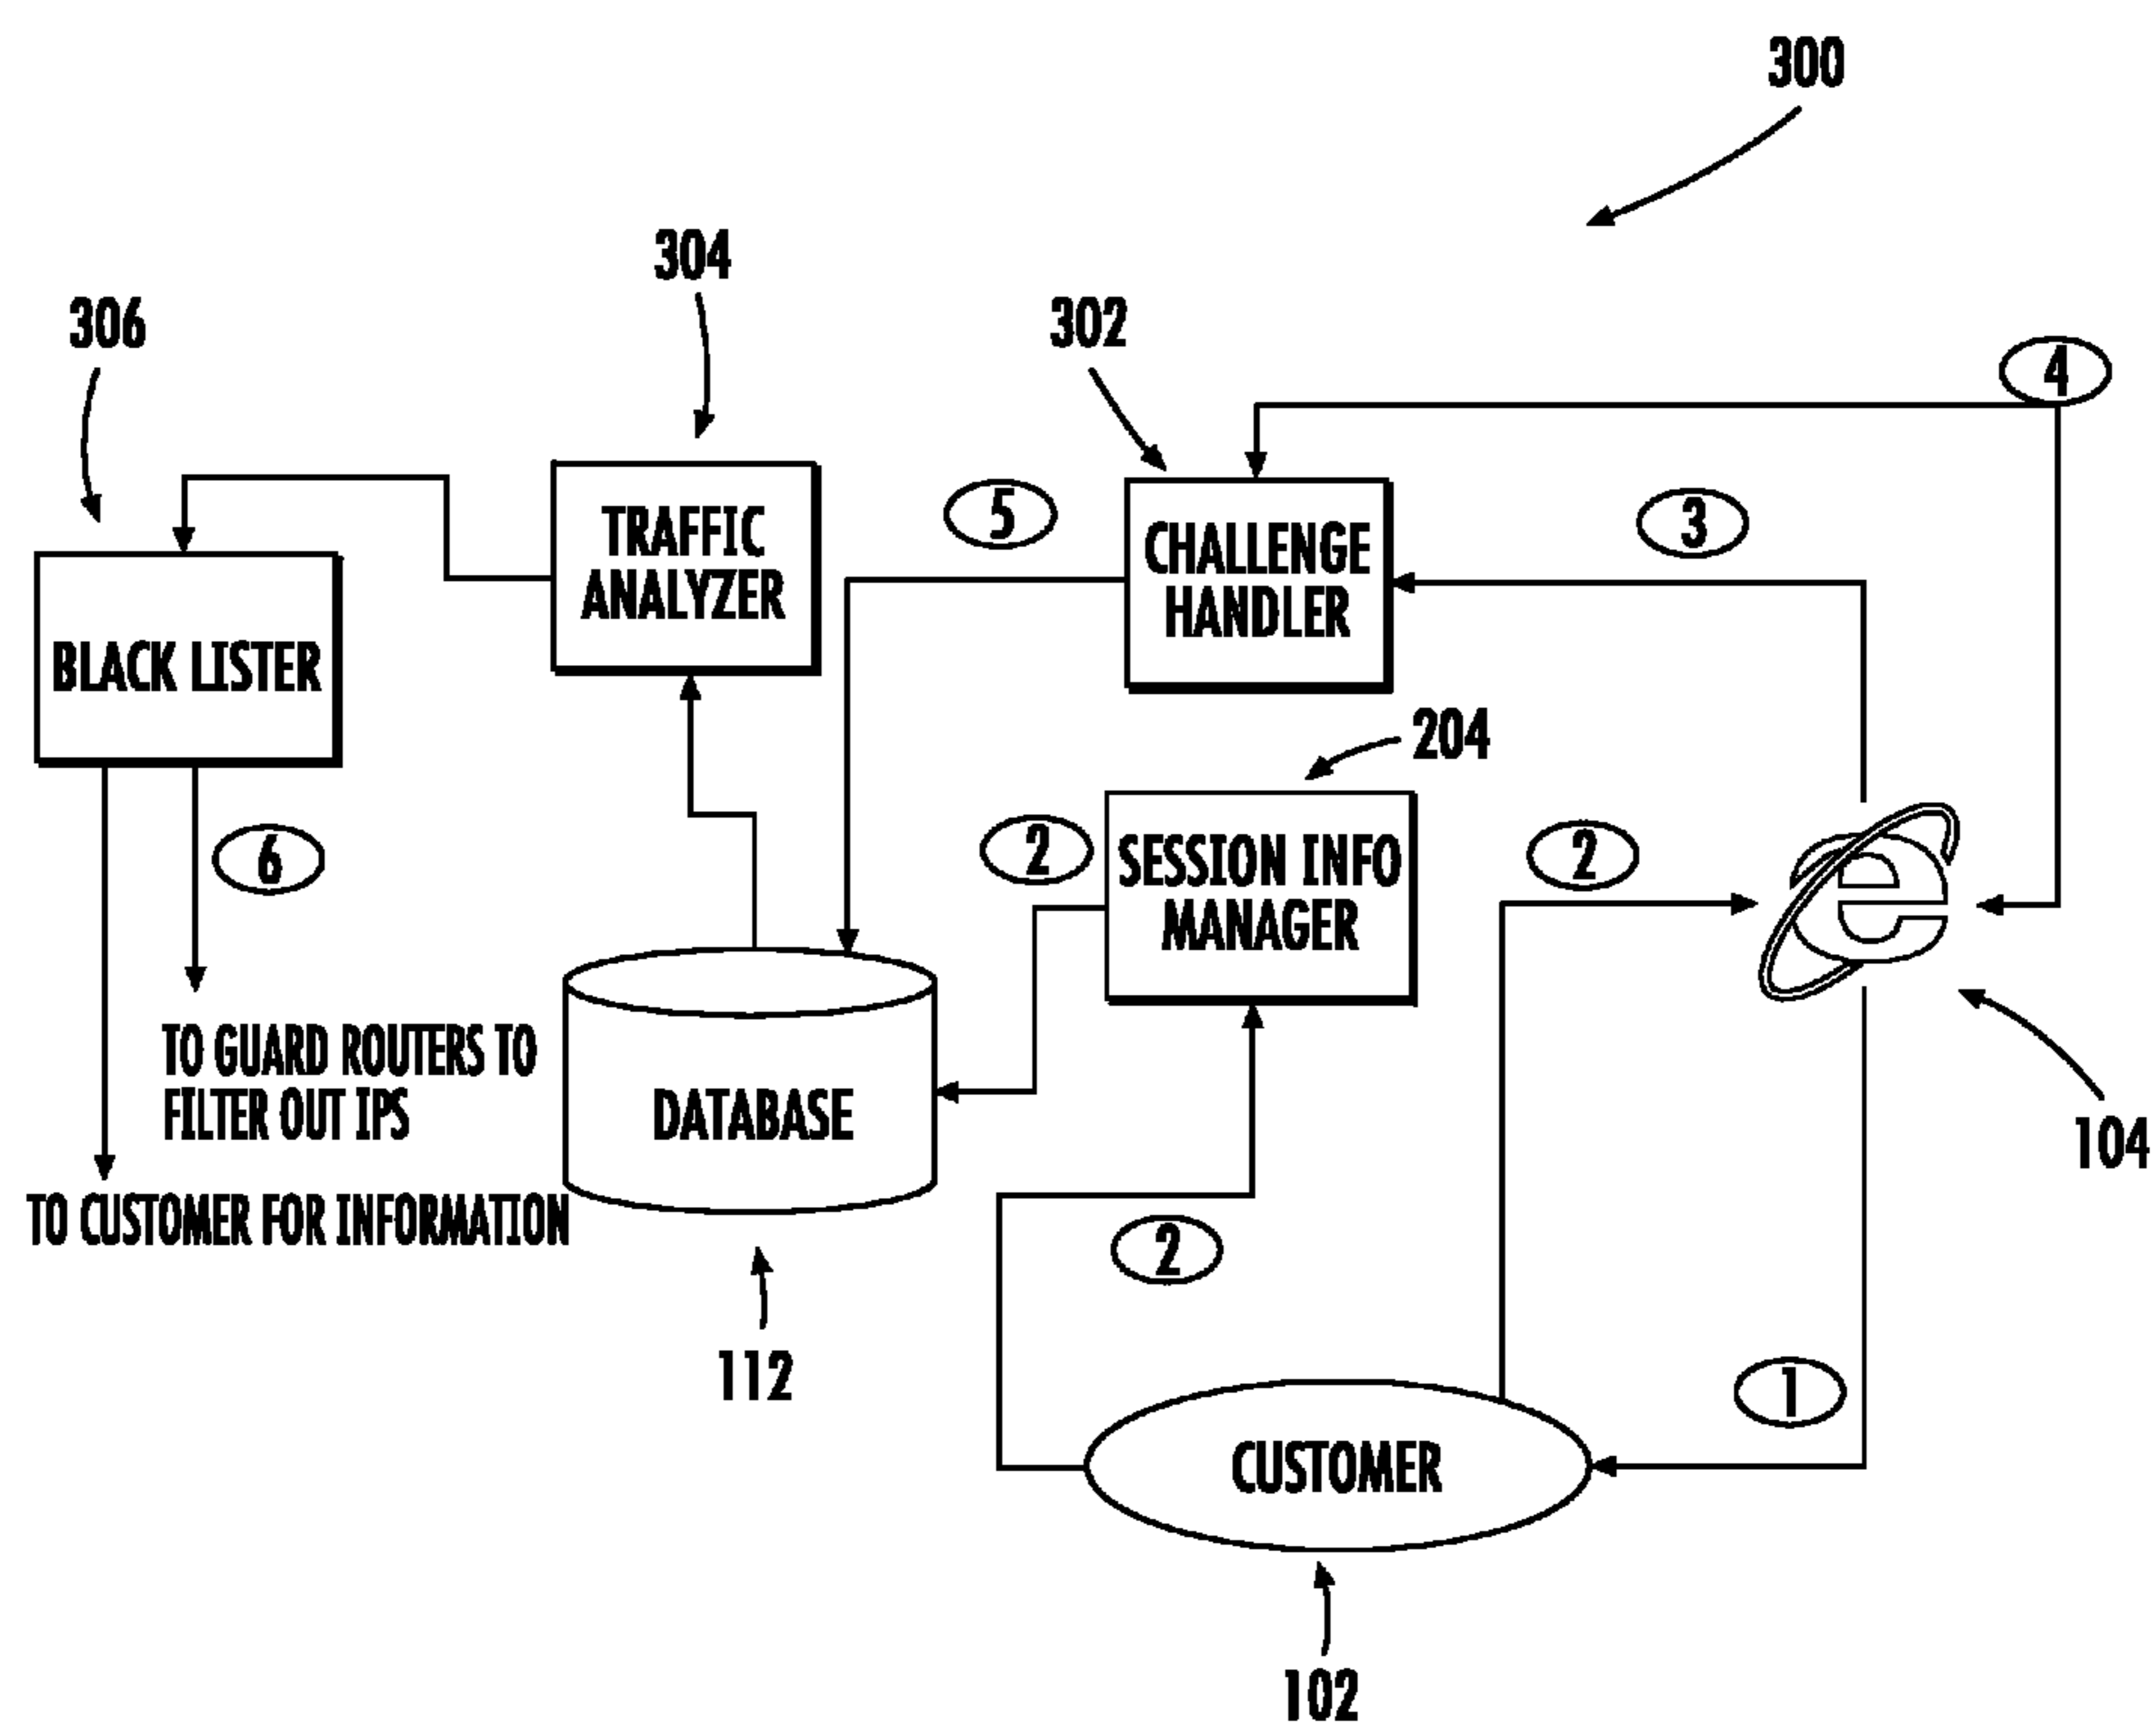 300
304
306
302
4
5
3
TRAFFIC
ANALYZER
CHALLENGE
HANDLER
BLACK LISTER
204
2
SESSION INFO
MANAGER
2
6
e
TO GUARD ROUTERS TO
FILTER OUT IPS
DATABASE
104
TO CUSTOMER FOR INFORMATION
2
112
1
CUSTOMER
102